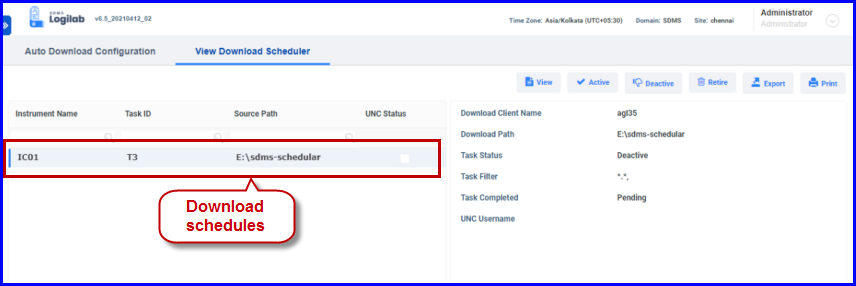 SDMS
Logilab
v6.5_20210412_02
Time Zone: Asia/Kolkata (UTC+05:30) Domain: SDMS Site: chennai
Administrator
Administrator
Auto Download Configuration View Download Scheduler
View Active Deactive Retire Export Print
Instrument Name Task ID Source Path UNC Status
IC01 T3 E:\sdms-schedular
Download
schedules
Download Client Name agl35
Download Path E:\sdms-schedular
Task Status Deactive
Task Filter *.*,
Task Completed Pending
UNC Username